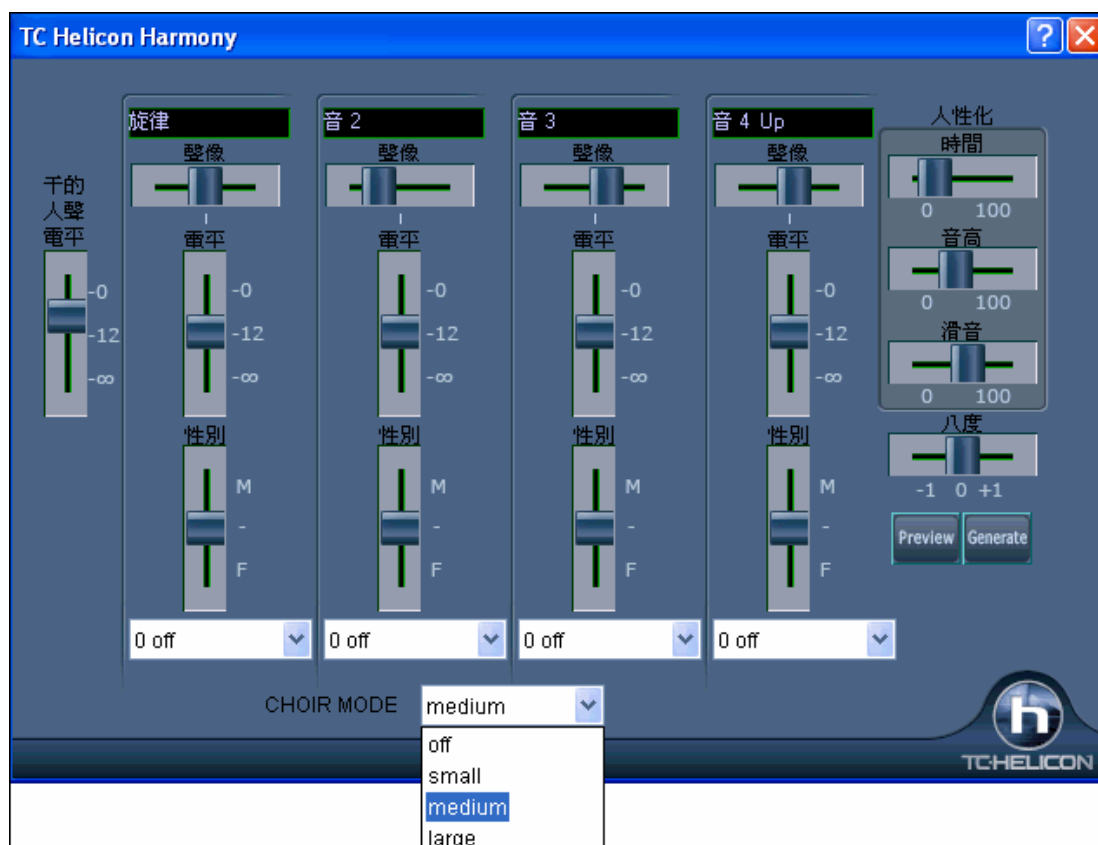 TC Helicon Harmony
千的
人聲
電平
-0
-12
-∞
旋律
聲像
電平
-0
-12
-∞
性別
M
-
F
0 off
音 2
聲像
電平
-0
-12
-∞
性別
M
-
F
0 off
音 3
聲像
電平
-0
-12
-∞
性別
M
-
F
0 off
音 4 Up
聲像
電平
-0
-12
-∞
性別
M
-
F
0 off
人性化
時間
0 100
音高
0 100
滑音
0 100
八度
-1 0 +1
Preview Generate
CHOIR MODE medium
off
small
medium
large
h
TC·HELICON